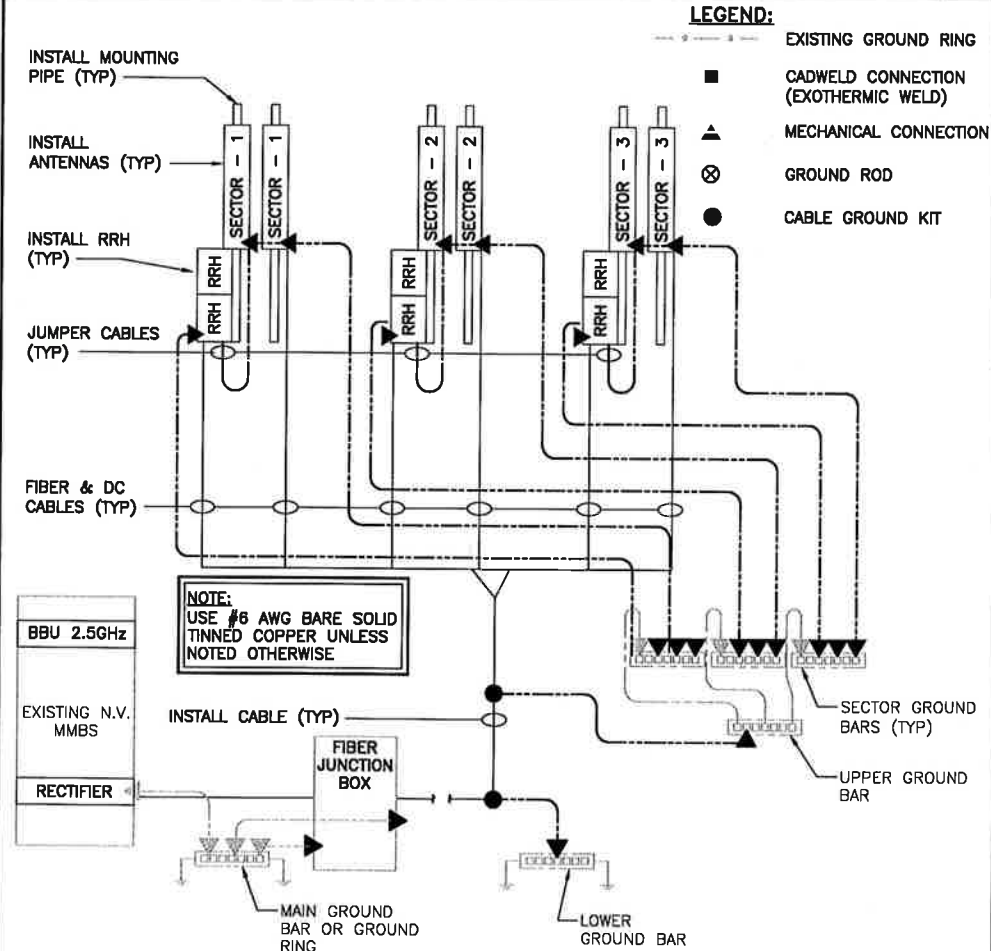 LEGEND:
EXISTING GROUND RING
CADWELD CONNECTION
(EXOTHERMIC WELD)
MECHANICAL CONNECTION
GROUND ROD
CABLE GROUND KIT
INSTALL MOUNTING
PIPE (TYP)
INSTALL
ANTENNAS (TYP)
INSTALL RRH
(TYP)
JUMPER CABLES
(TYP)
FIBER & DC
CABLES (TYP)
SECTOR - 1
SECTOR - 1
SECTOR - 2
SECTOR - 2
SECTOR - 3
SECTOR - 3
RRH
RRH
RRH
RRH
RRH
RRH
NOTE:
USE #6 AWG BARE SOLID
TINNED COPPER UNLESS
NOTED OTHERWISE
BBU 2.5GHz
EXISTING N.V.
MMBS
RECTIFIER
INSTALL CABLE (TYP)
FIBER
JUNCTION
BOX
SECTOR GROUND
BARS (TYP)
UPPER GROUND
BAR
MAIN GROUND
BAR OR GROUND
RING
LOWER
GROUND BAR